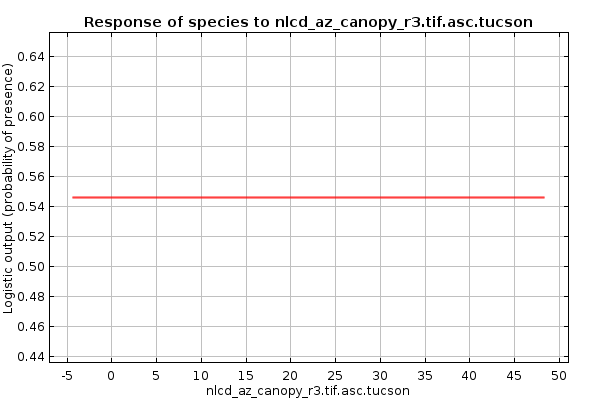 Response of species to nlcd_az_canopy_r3.tif.asc.tucson
Logistic output (probability of presence)
0.64
0.62
0.60
0.58
0.56
0.54
0.52
0.50
0.48
0.46
0.44
-5 0 5 10 15 20 25 30 35 40 45 50
nlcd_az_canopy_r3.tif.asc.tucson